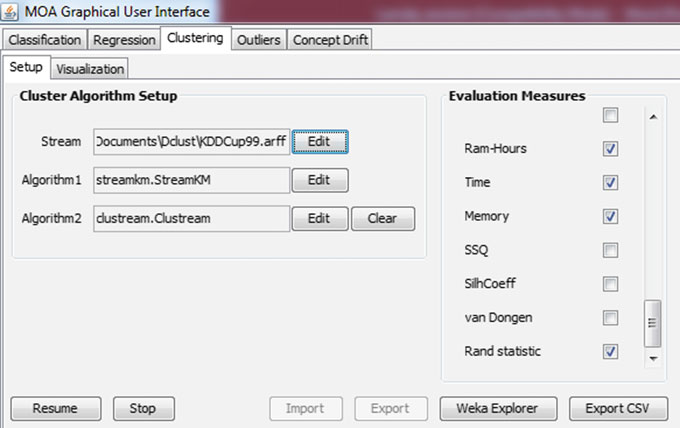 MOA Graphical User Interface
Classification Regression Clustering Outliers Concept Drift
Setup Visualization
Cluster Algorithm Setup
Stream Documents\Dclust\KDDCup99.arff Edit
Algorithm1 streamkm.StreamKM Edit
Algorithm2 clustream.Clustream Edit Clear
Evaluation Measures
Ram-Hours
Time
Memory
SSQ
SilhCoeff
van Dongen
Rand statistic
Resume Stop Import Export Weka Explorer Export CSV